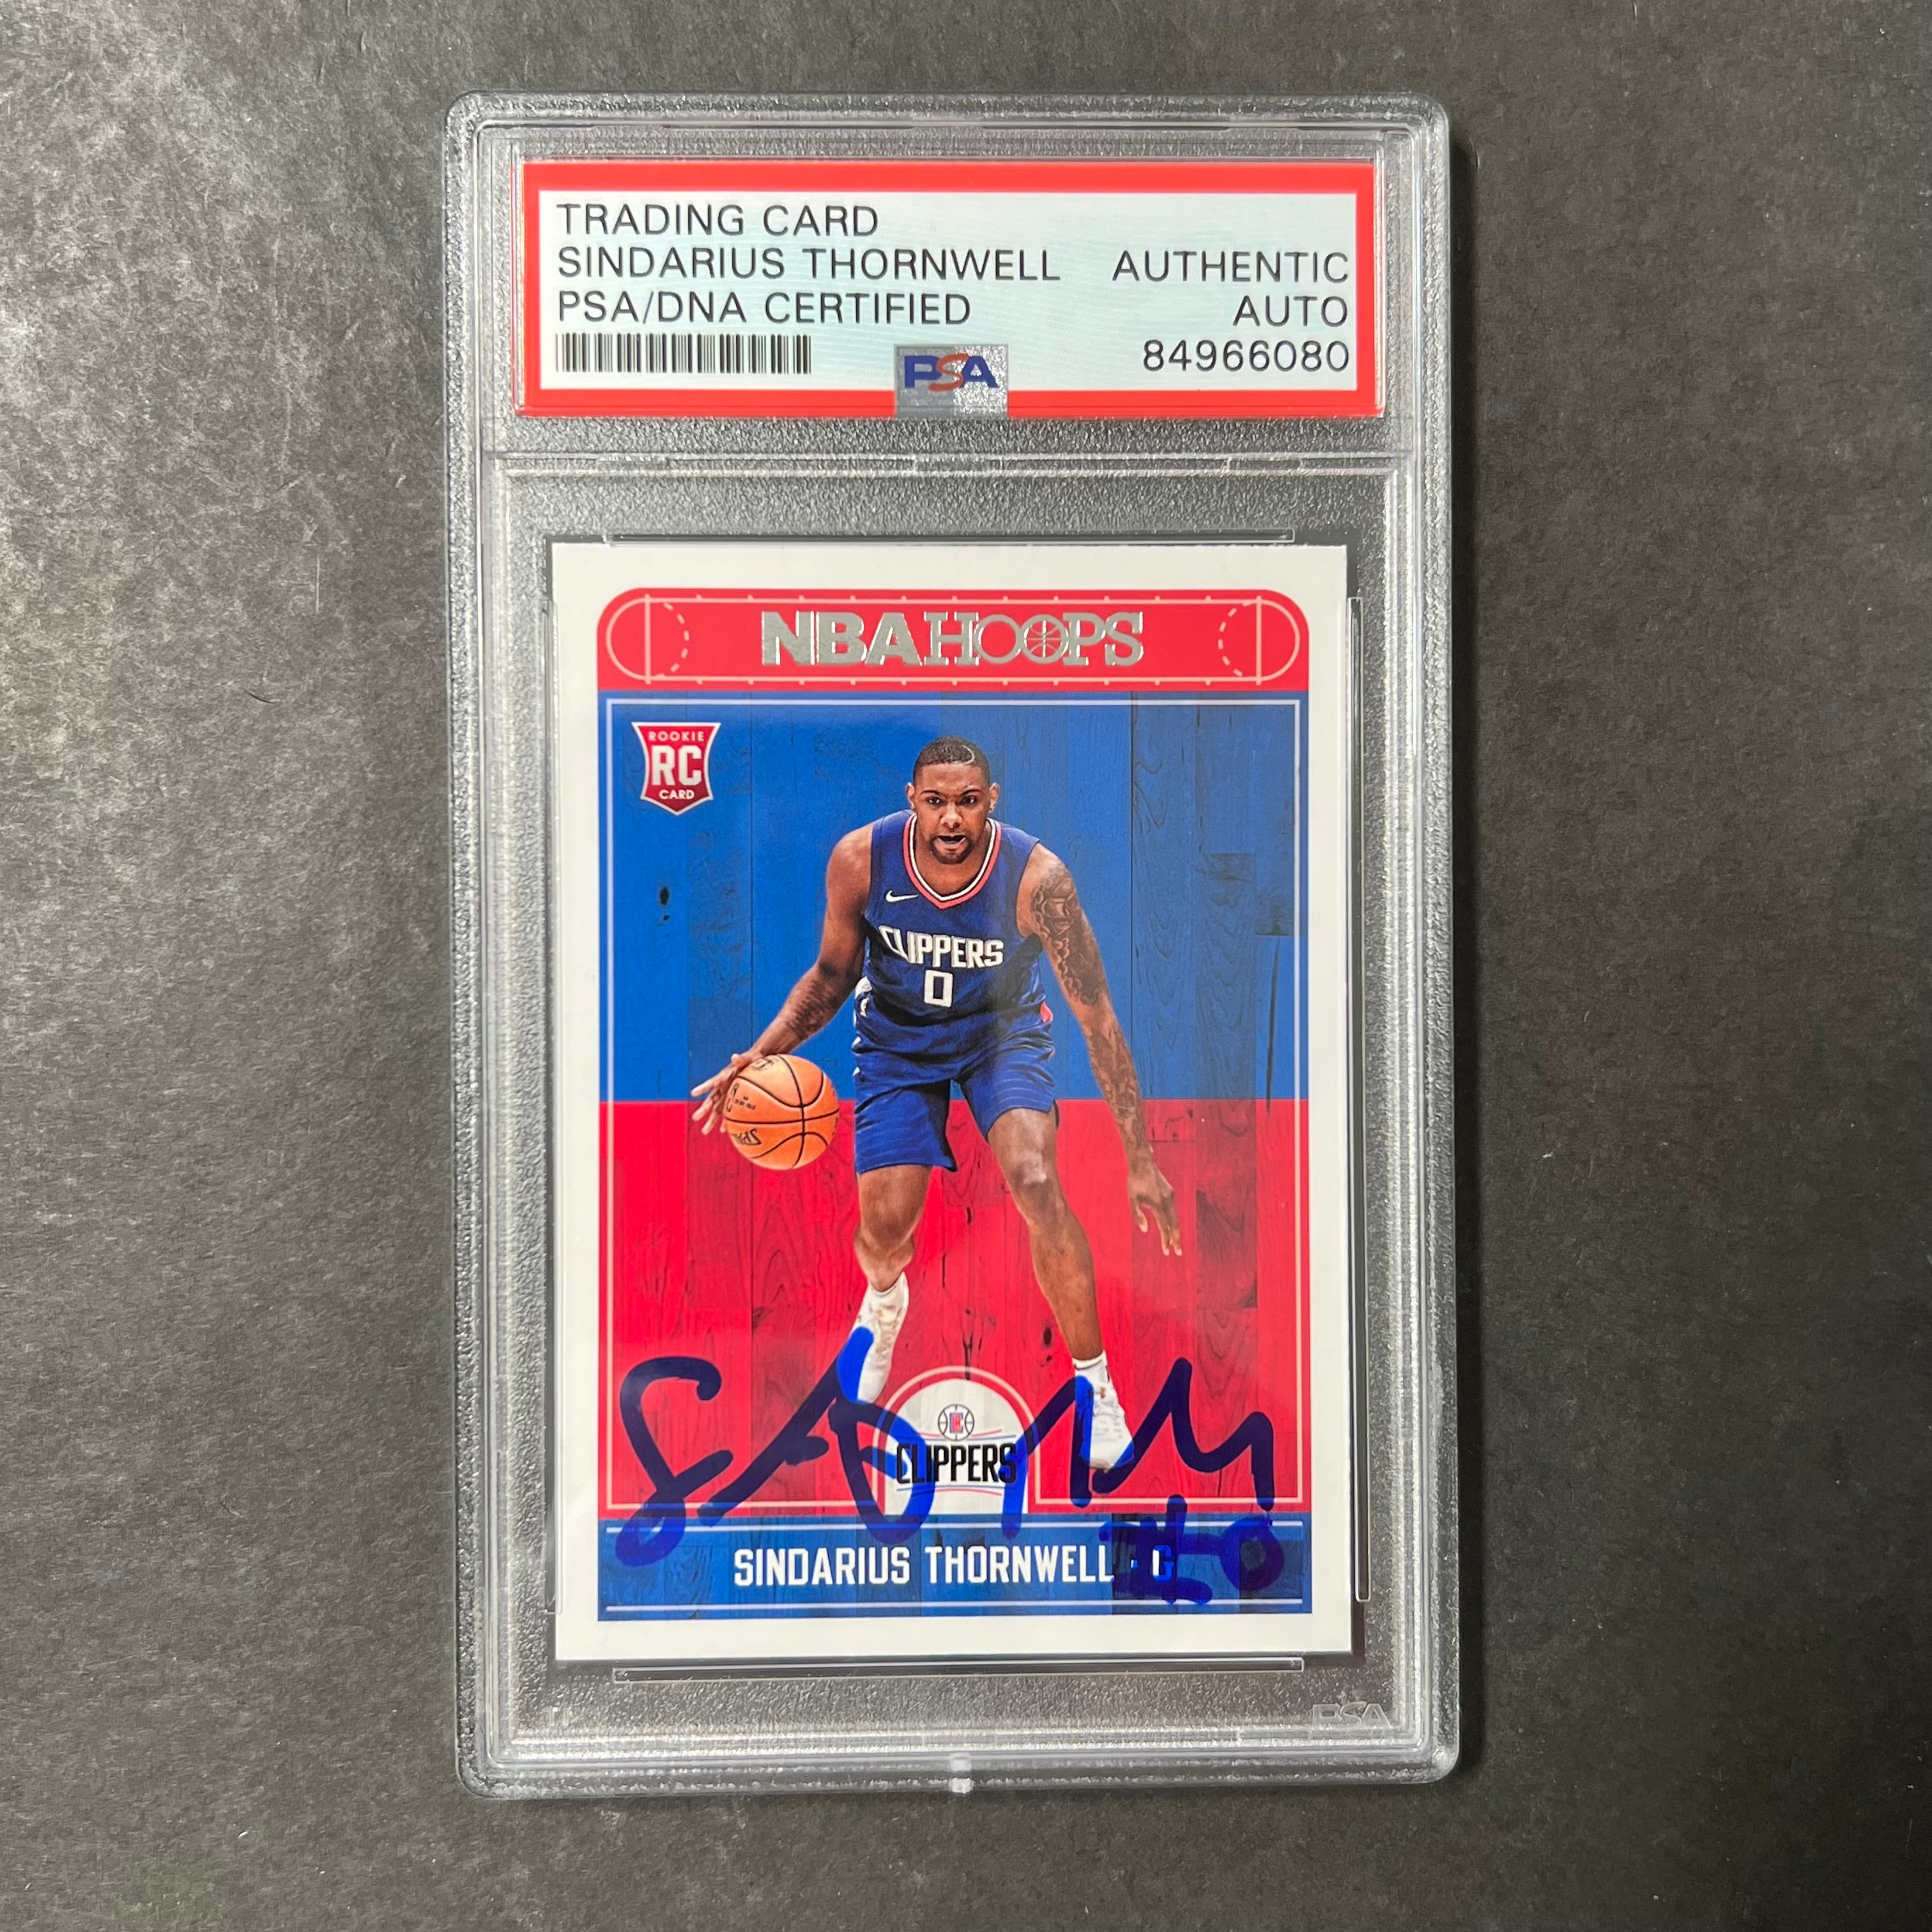 TRADING CARD
SINDARIUS THORNWELL AUTHENTIC
PSA/DNA CERTIFIED AUTO
PSA 84966080
NBA HOOPS
ROOKIE
RC
CARD
CLIPPERS
0
CLIPPERS
#0
SINDARIUS THORNWELL - G
PSA